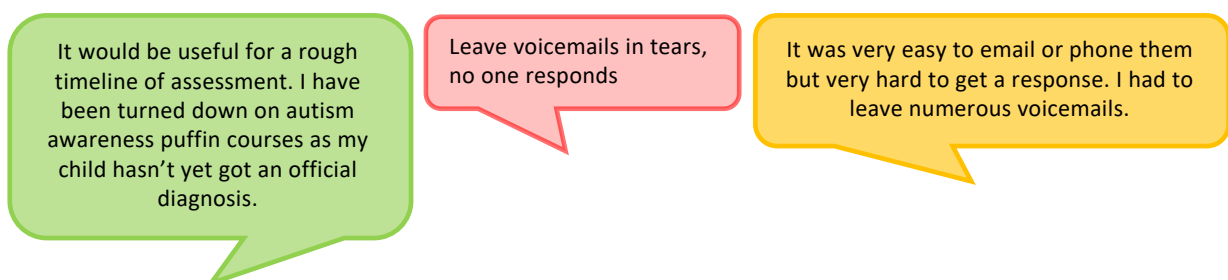 It would be useful for a rough
timeline of assessment. I have
been turned down on autism
awareness puffin courses as my
child hasn’t yet got an official
diagnosis.
Leave voicemails in tears,
no one responds
It was very easy to email or phone them
but very hard to get a response. I had to
leave numerous voicemails.